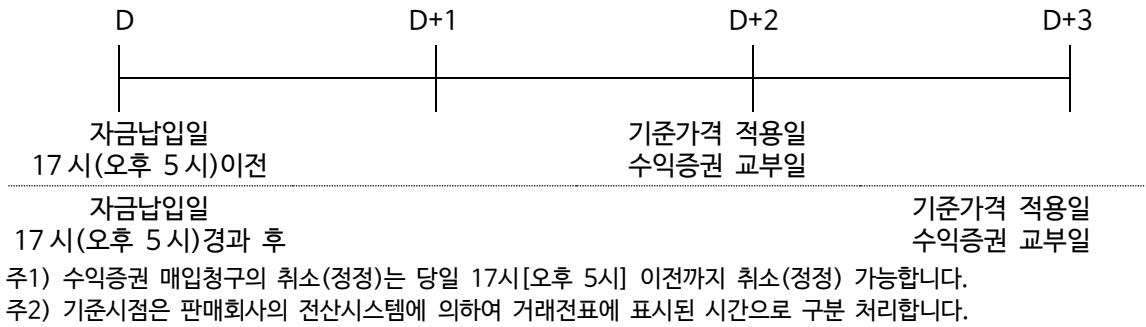 D D+1 D+2 D+3
자금납입일 기준가격 적용일
17시(오후 5시)이전 수익증권 교부일
자금납입일 기준가격 적용일
17시(오후 5시)경과 후 수익증권 교부일
주1) 수익증권 매입청구의 취소(정정)는 당일 17시[오후 5시] 이전까지 취소(정정) 가능합니다.
주2) 기준시점은 판매회사의 전산시스템에 의하여 거래전표에 표시된 시간으로 구분 처리합니다.